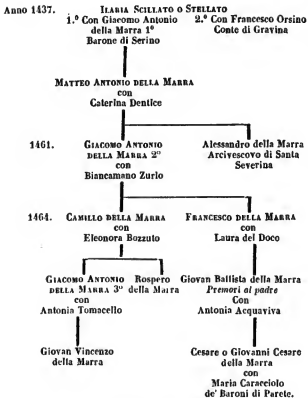 Anno 1437. ILARIA SCILLATO O STELLATO
1.º Con Giacomo Antonio 2.º Con Francesco Orsino
della Marra 1º Conte di Gravina
Barone di Serino
MATTEO ANTONIO DELLA MARRA
con
Caterina Dentice
1461. GIACOMO ANTONIO Alessandro della Marra
DELLA MARRA 2º Arcivescovo di Santa
con Severina
Biancamano Zurlo
1464. CAMILLO DELLA MARRA FRANCESCO DELLA MARRA
con con
Eleonora Bozzuto Laura del Doco
GIACOMO ANTONIO Rospero Giovan Ballista della Marra
DELLA MARRA 3º della Marra Premorì al padre
con Con
Antonia Tomacello Antonia Acquaviva
Giovan Vincenzo Cesare o Giovanni Cesare
della Marra della Marra
con
Maria Caracciolo
de' Baroni di Parete.